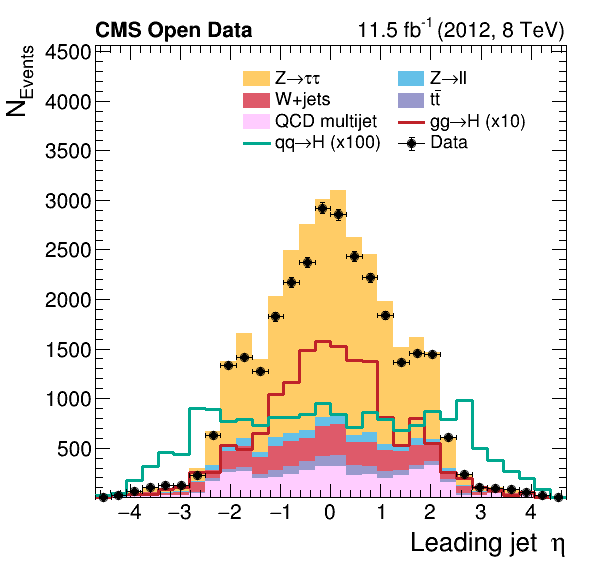 CMS Open Data 11.5 fb⁻¹ (2012, 8 TeV)
N_Events
4500
4000
3500
3000
2500
2000
1500
1000
500
Z→ττ Z→ll
W+jets tt̄
QCD multijet gg→H (x10)
qq→H (x100) Data
−4 −3 −2 −1 0 1 2 3 4
Leading jet η